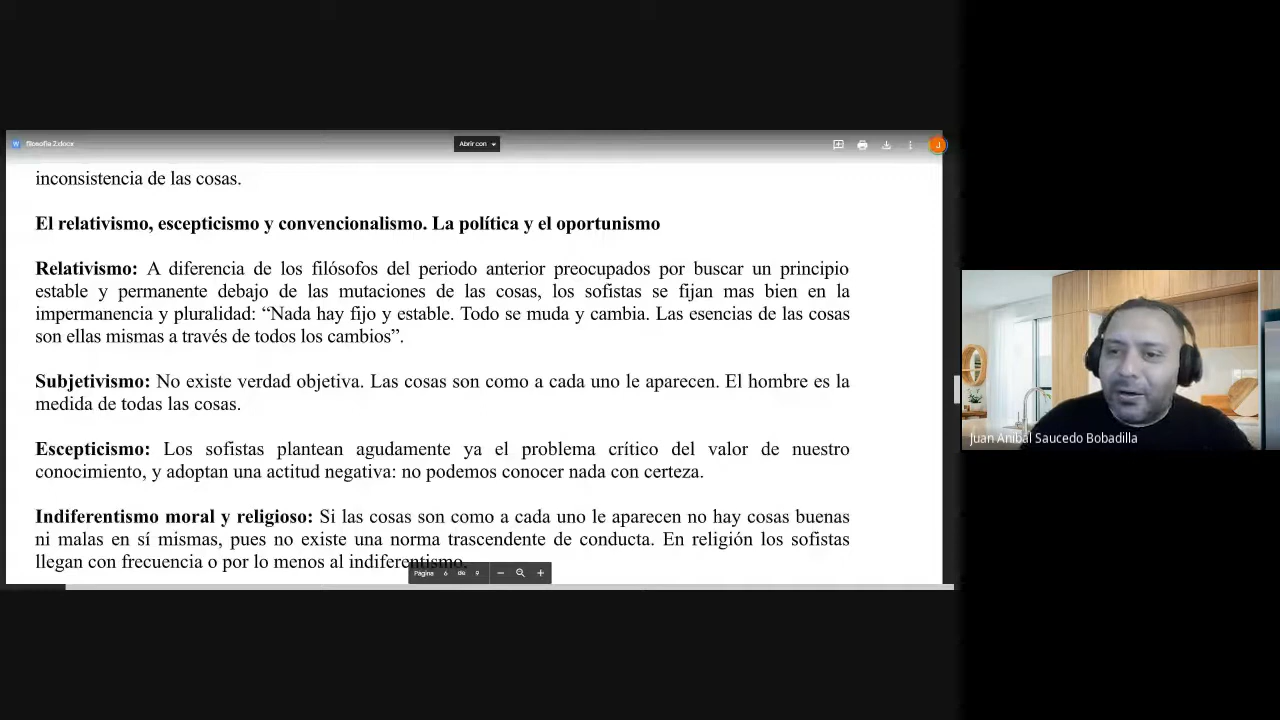 filosofia 2.docx
Abrir con
J
inconsistencia de las cosas.
El relativismo, escepticismo y convencionalismo. La política y el oportunismo
Relativismo: A diferencia de los filósofos del periodo anterior preocupados por buscar un principio
estable y permanente debajo de las mutaciones de las cosas, los sofistas se fijan mas bien en la
impermanencia y pluralidad: “Nada hay fijo y estable. Todo se muda y cambia. Las esencias de las cosas
son ellas mismas a través de todos los cambios”.
Subjetivismo: No existe verdad objetiva. Las cosas son como a cada uno le aparecen. El hombre es la
medida de todas las cosas.
Escepticismo: Los sofistas plantean agudamente ya el problema crítico del valor de nuestro
conocimiento, y adoptan una actitud negativa: no podemos conocer nada con certeza.
Indiferentismo moral y religioso: Si las cosas son como a cada uno le aparecen no hay cosas buenas
ni malas en sí mismas, pues no existe una norma trascendente de conducta. En religión los sofistas
llegan con frecuencia o por lo menos al indiferentismo.
Página 6 de 9
Juan Anibal Saucedo Bobadilla